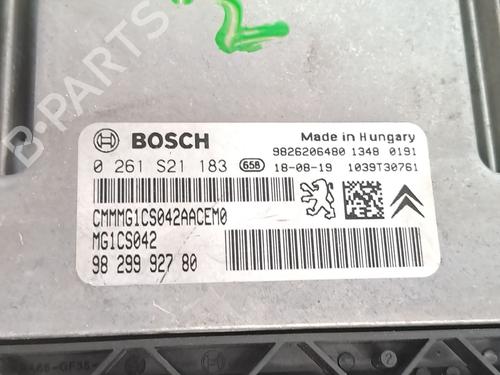 2
B-PARTS
BOSCH
Made in Hungary
9826206480 1348 0191
0 261 S21 183 658 18-08-19 1039T30761
CMMMG1CS042AACEM0
MG1CS042
98 299 927 80